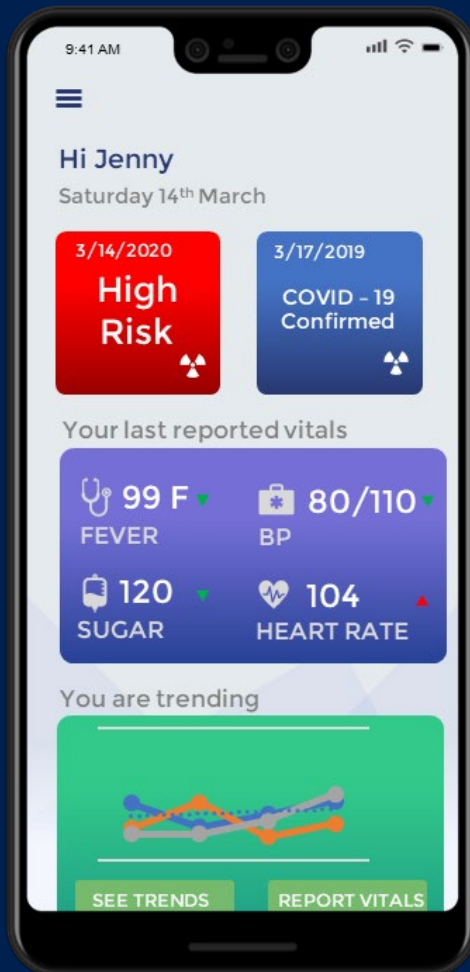 9:41 AM
Hi Jenny
Saturday 14th March
3/14/2020
High
Risk
3/17/2019
COVID – 19
Confirmed
Your last reported vitals
99 F
FEVER
80/110
BP
120
SUGAR
104
HEART RATE
You are trending
SEE TRENDS
REPORT VITALS